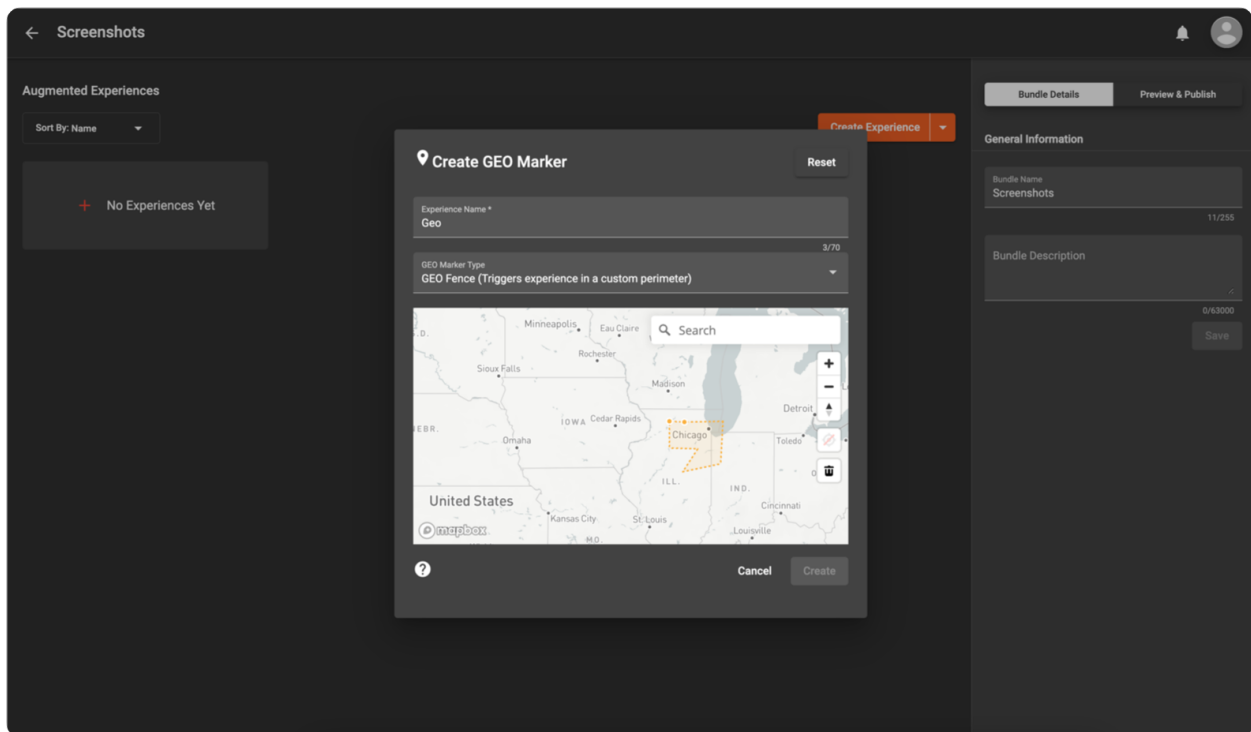 Screenshots
Augmented Experiences
Sort By: Name
Create Experience
No Experiences Yet
Create GEO Marker
Reset
Experience Name *
Geo
3/70
GEO Marker Type
GEO Fence (Triggers experience in a custom perimeter)
Search
Minneapolis
Eau Claire
Rochester
Sioux Falls
Madison
Detroit
IOWA
Cedar Rapids
NEBR.
Omaha
Chicago
Toledo
ILL.
IND.
United States
Cincinnati
Kansas City
St. Louis
Louisville
MO.
mapbox
Cancel
Create
Bundle Details
Preview & Publish
General Information
Bundle Name
Screenshots
11/255
Bundle Description
0/63000
Save